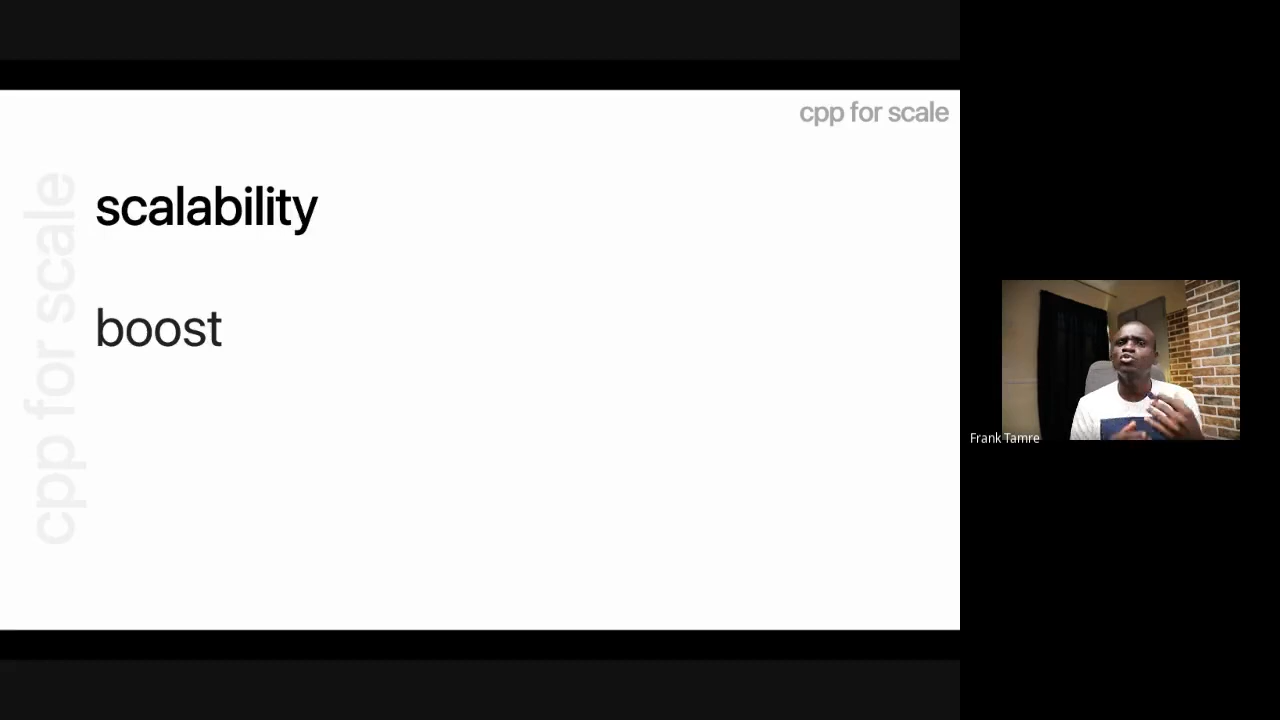 cpp for scale
cpp for scale
scalability
boost
Frank Tamre